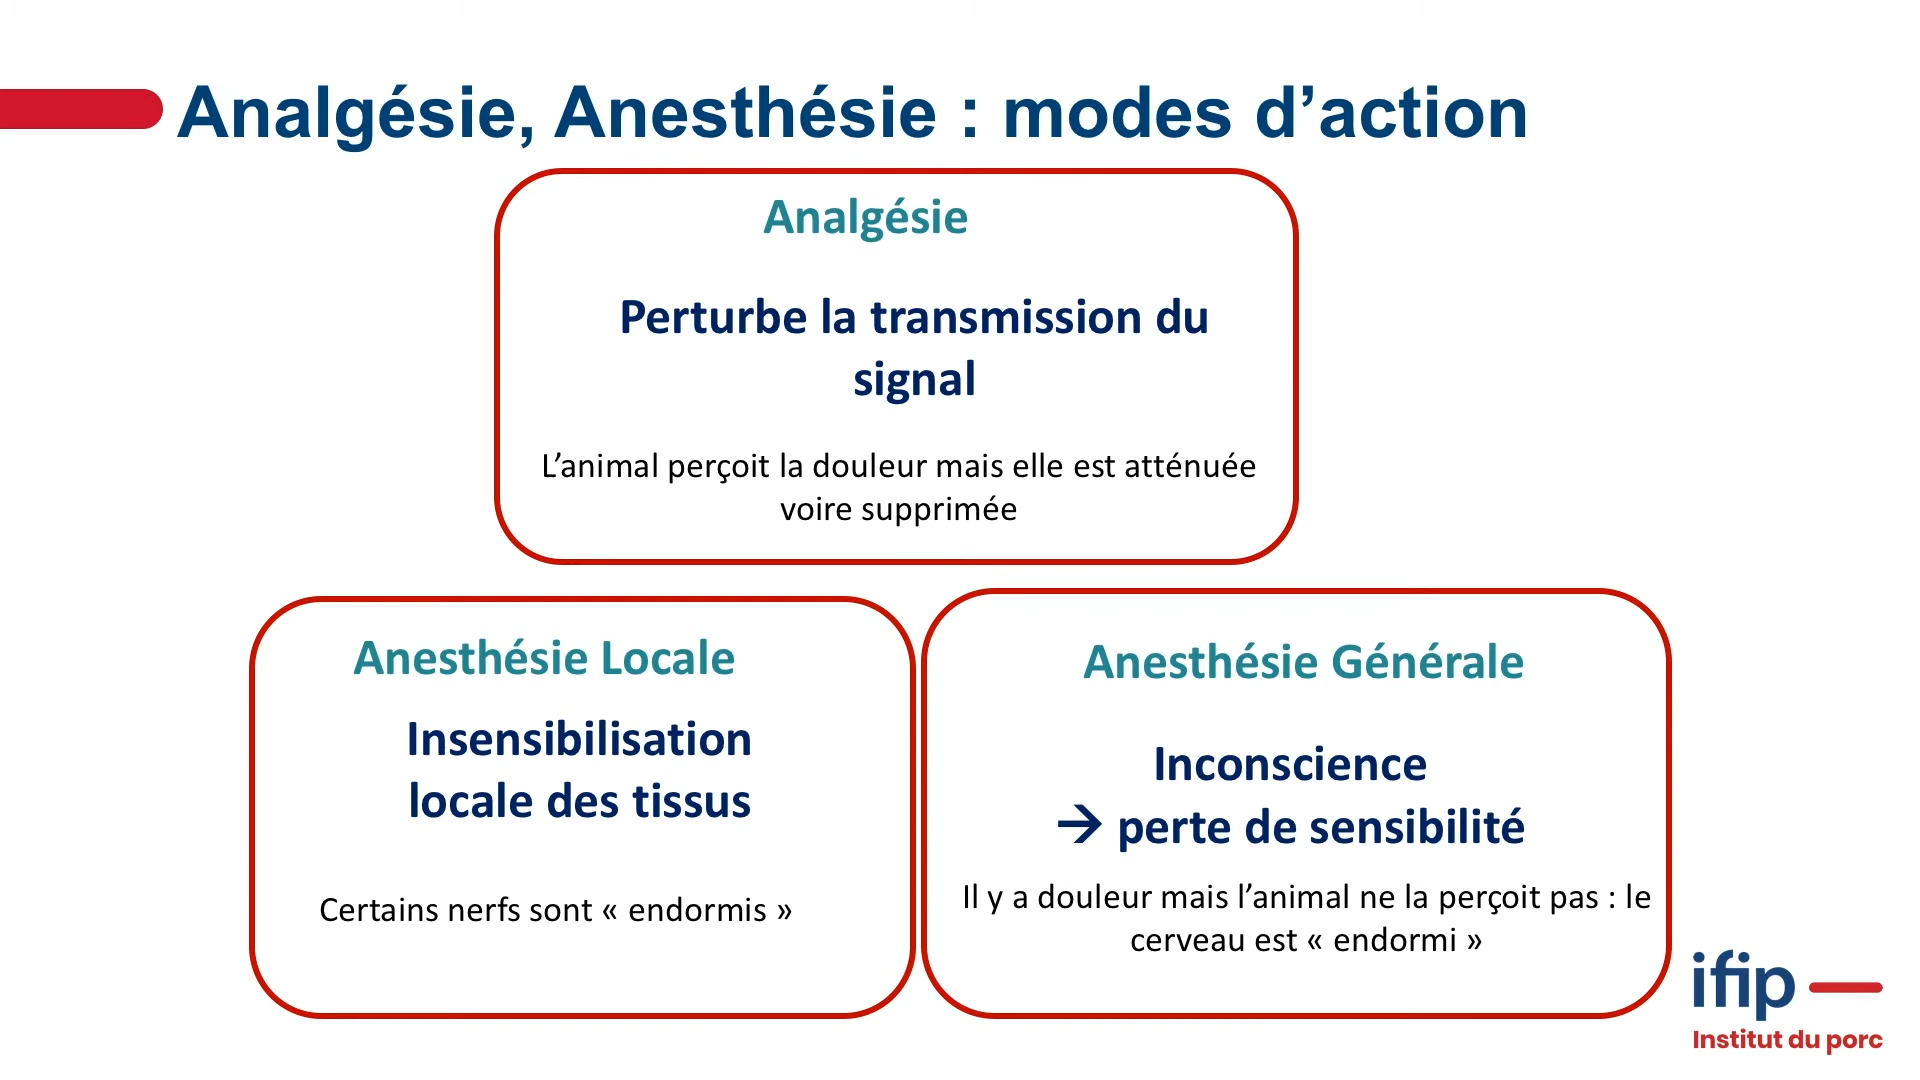 Analgésie, Anesthésie : modes d’action
Analgésie
Perturbe la transmission du
signal
L’animal perçoit la douleur mais elle est atténuée
voire supprimée
Anesthésie Locale
Insensibilisation
locale des tissus
Certains nerfs sont « endormis »
Anesthésie Générale
Inconscience
→ perte de sensibilité
Il y a douleur mais l’animal ne la perçoit pas : le
cerveau est « endormi »
ifip
Institut du porc